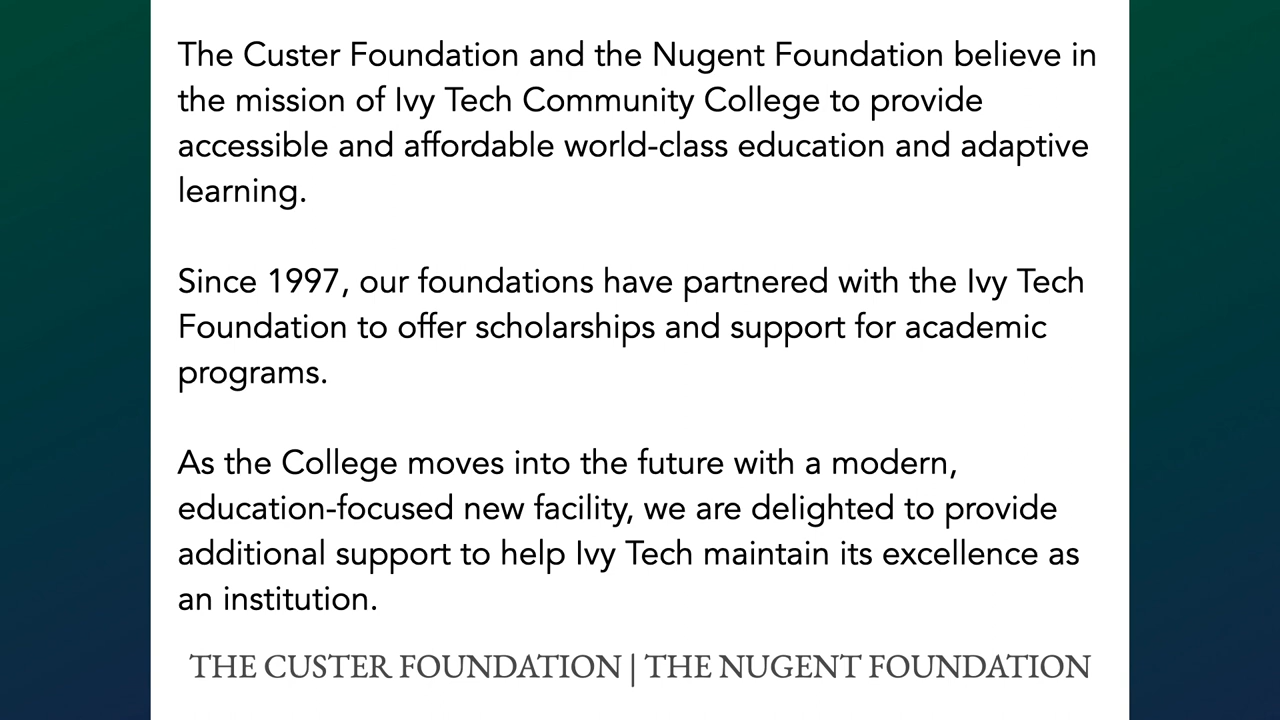 The Custer Foundation and the Nugent Foundation believe in
the mission of Ivy Tech Community College to provide
accessible and affordable world-class education and adaptive
learning.
Since 1997, our foundations have partnered with the Ivy Tech
Foundation to offer scholarships and support for academic
programs.
As the College moves into the future with a modern,
education-focused new facility, we are delighted to provide
additional support to help Ivy Tech maintain its excellence as
an institution.
THE CUSTER FOUNDATION | THE NUGENT FOUNDATION